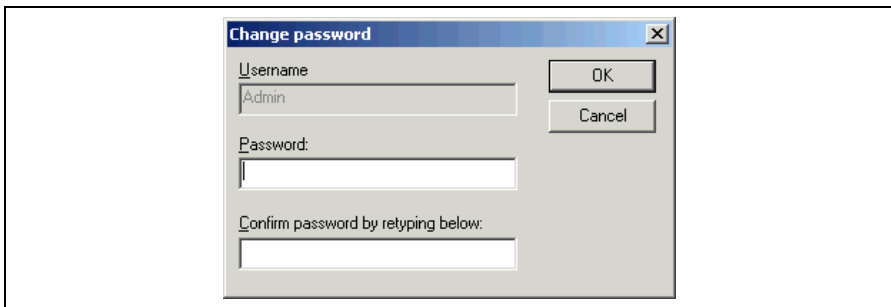 Change password
Username
Admin
Password:
Confirm password by retyping below:
OK
Cancel